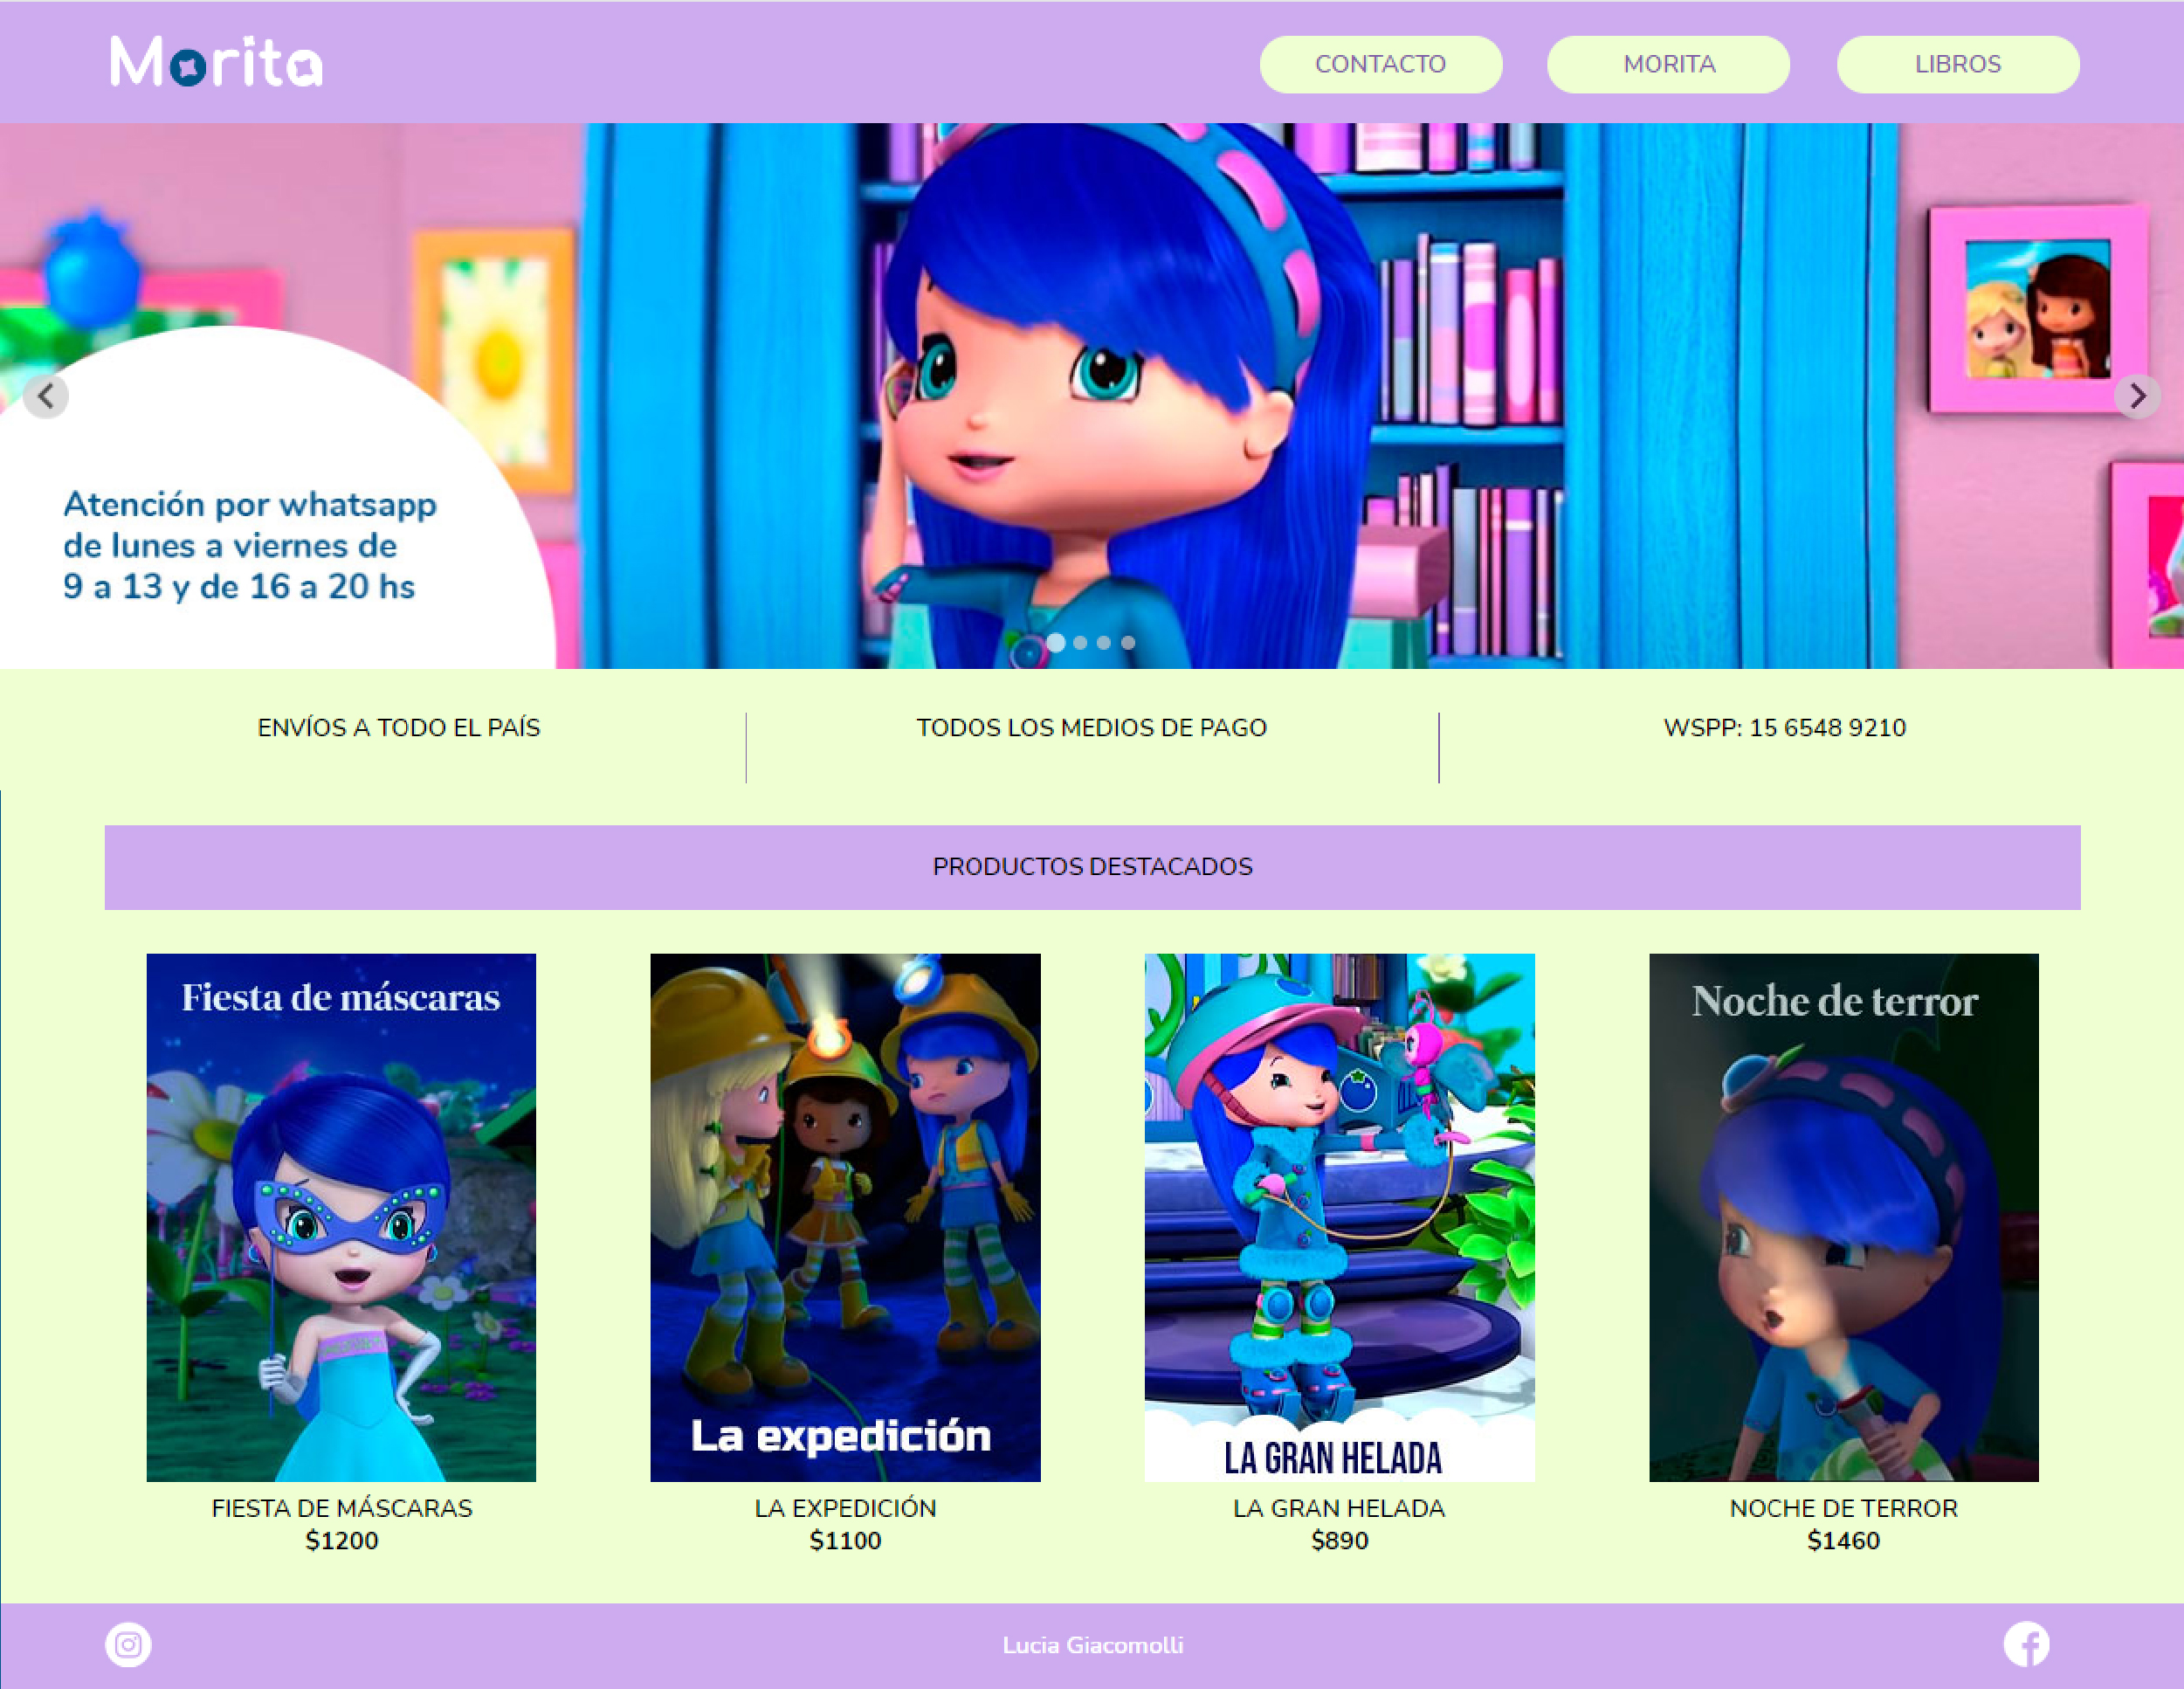 Morita
CONTACTO
MORITA
LIBROS
Atención por whatsapp
de lunes a viernes de
9 a 13 y de 16 a 20 hs
ENVÍOS A TODO EL PAÍS
TODOS LOS MEDIOS DE PAGO
WSPP: 15 6548 9210
PRODUCTOS DESTACADOS
Fiesta de máscaras
La expedición
LA GRAN HELADA
Noche de terror
FIESTA DE MÁSCARAS
$1200
LA EXPEDICIÓN
$1100
LA GRAN HELADA
$890
NOCHE DE TERROR
$1460
Lucia Giacomolli